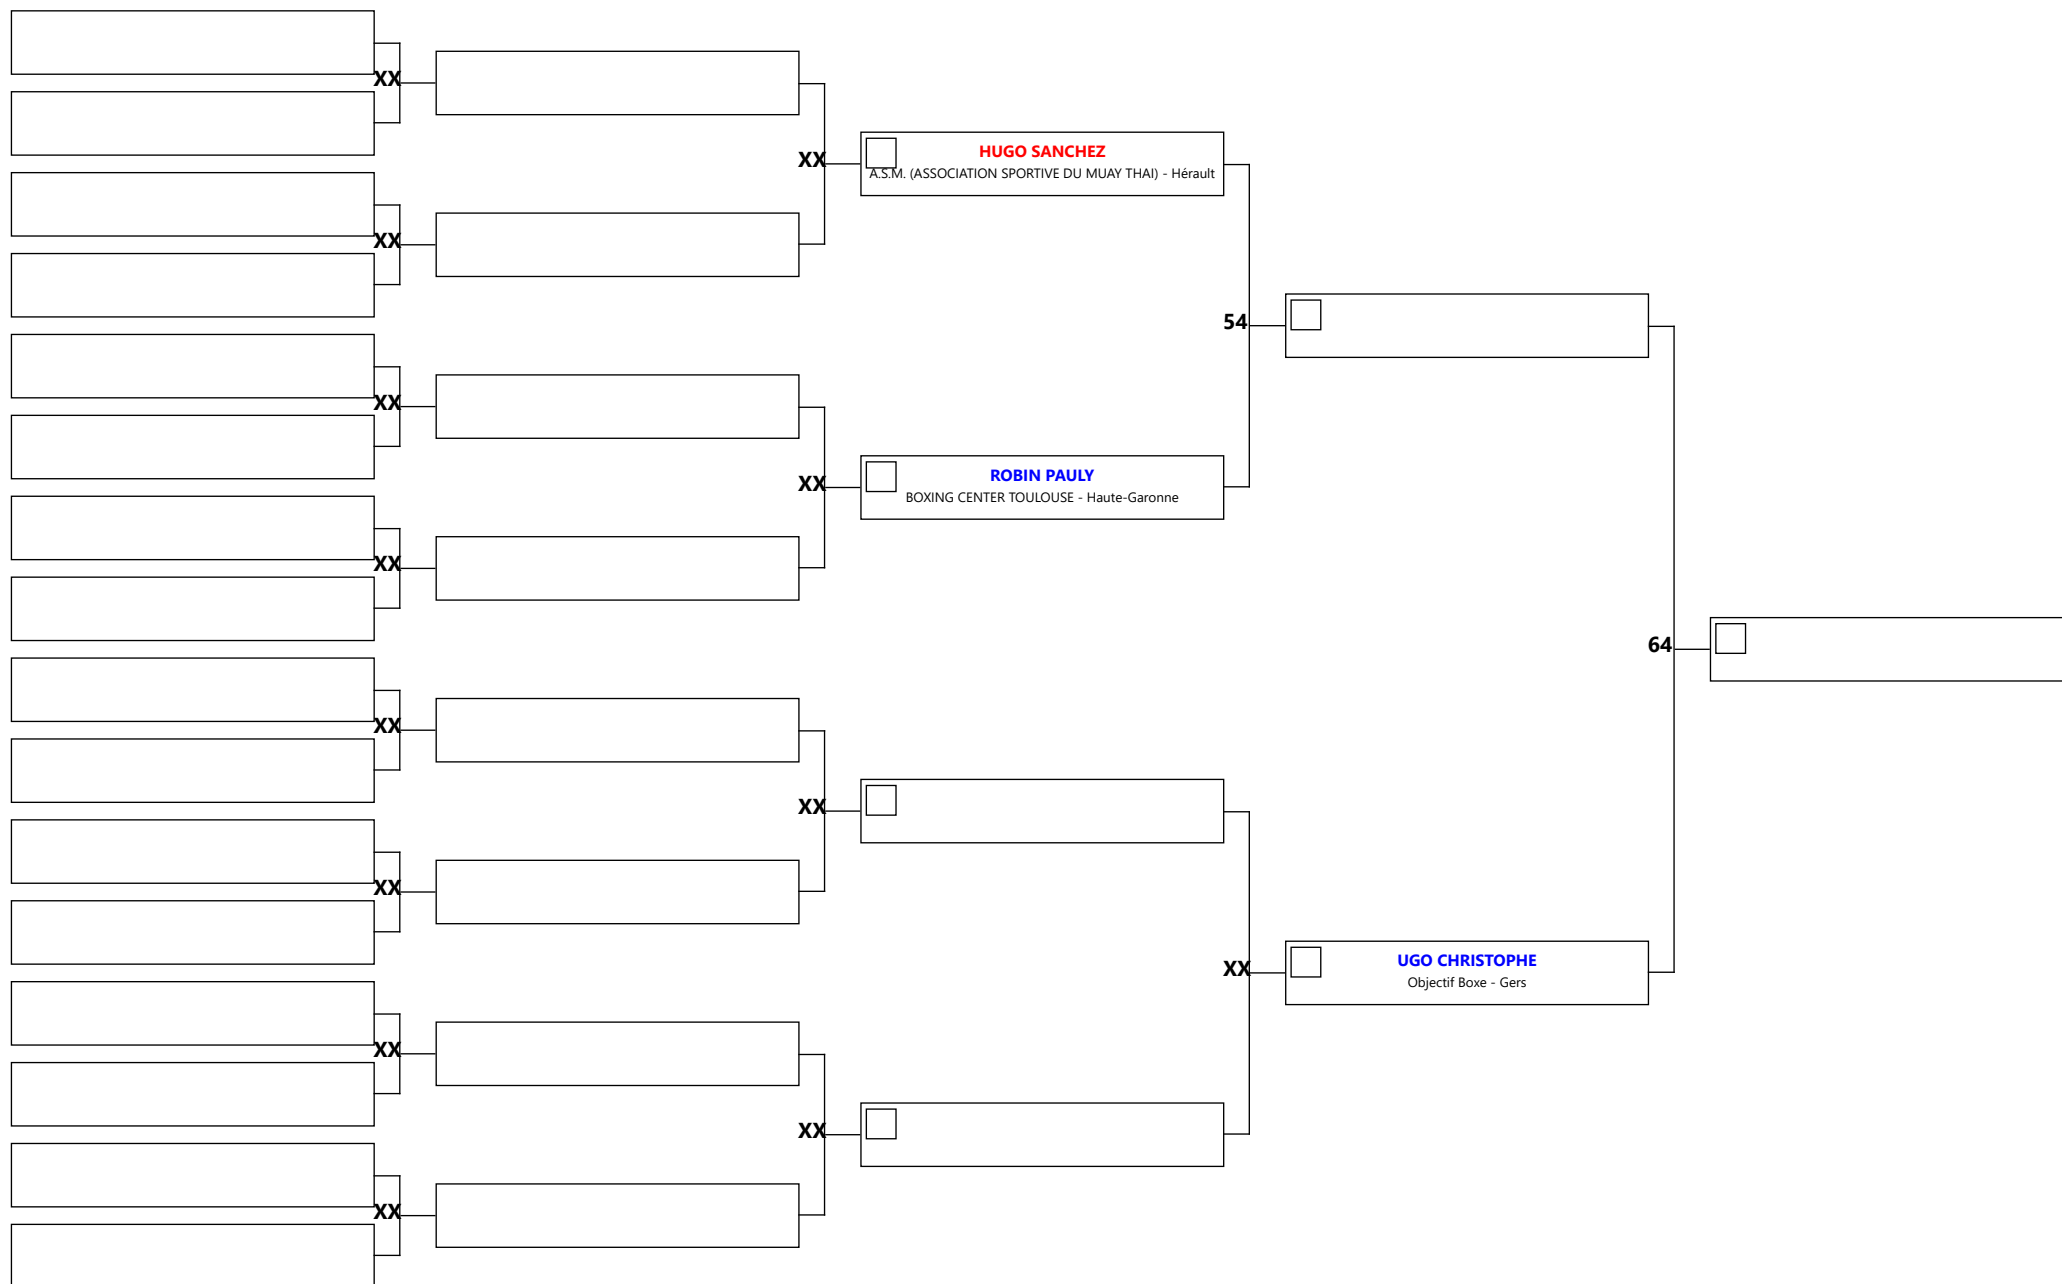 XX
XX
XX
XX
XX
XX
XX
XX
XX
XX
XX
XX
HUGO SANCHEZ
A.S.M. (ASSOCIATION SPORTIVE DU MUAY THAI) - Hérault
ROBIN PAULY
BOXING CENTER TOULOUSE - Haute-Garonne
54
XX
UGO CHRISTOPHE
Objectif Boxe - Gers
64